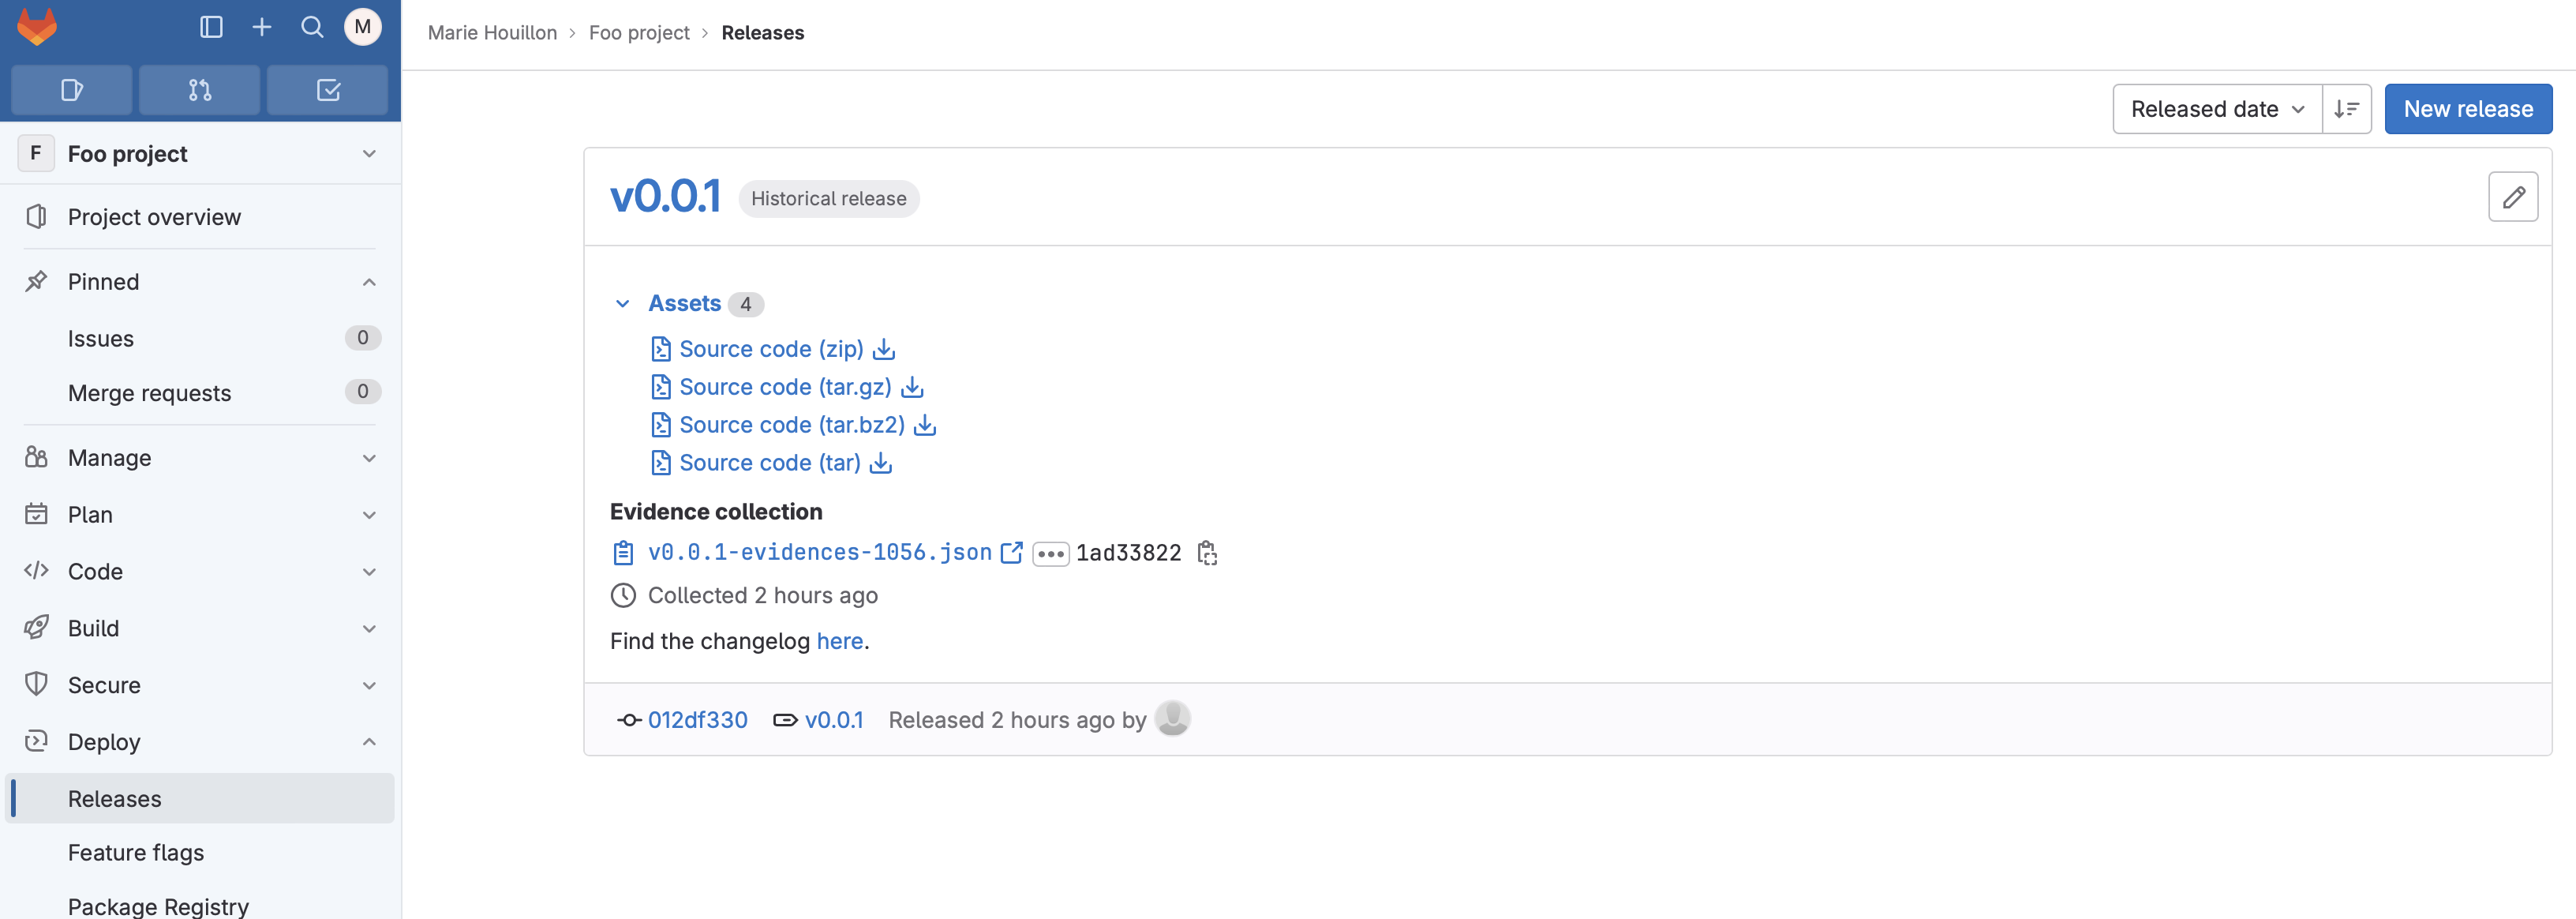 M
Marie Houillon > Foo project > Releases
Released date
New release
F Foo project
Project overview
Pinned
Issues 0
Merge requests 0
Manage
Plan
Code
Build
Secure
Deploy
Releases
Feature flags
Package Registry
v0.0.1 Historical release
Assets 4
Source code (zip)
Source code (tar.gz)
Source code (tar.bz2)
Source code (tar)
Evidence collection
v0.0.1-evidences-1056.json ••• 1ad33822
Collected 2 hours ago
Find the changelog here.
012df330 v0.0.1 Released 2 hours ago by